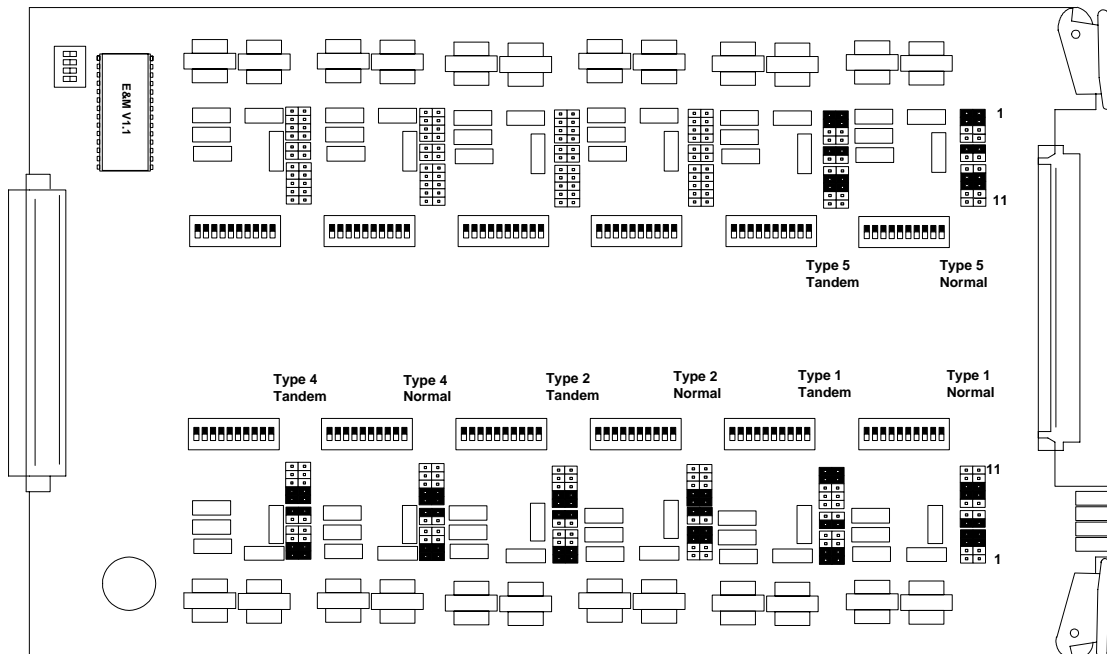 E&M V1.1
1
11
Type 5
Tandem
Type 5
Normal
Type 4
Tandem
Type 4
Normal
Type 2
Tandem
Type 2
Normal
Type 1
Tandem
Type 1
Normal
11
1